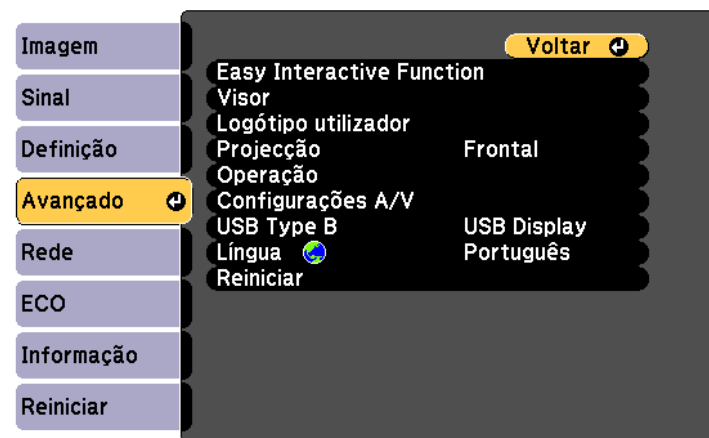 Imagem
Sinal
Definição
Avançado
Rede
ECO
Informação
Reiniciar
Voltar
Easy Interactive Function
Visor
Logótipo utilizador
Projecção Frontal
Operação
Configurações A/V
USB Type B USB Display
Língua Português
Reiniciar